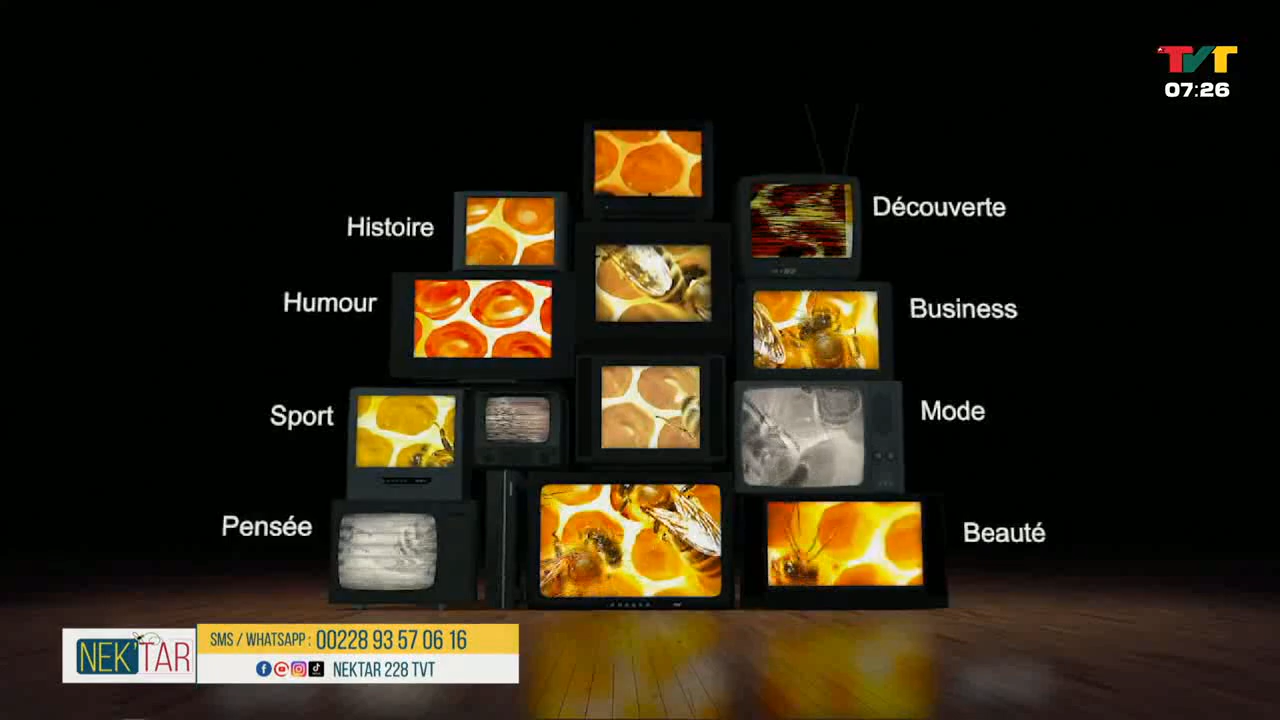 TVT
07:26
Histoire
Découverte
Humour
Business
Sport
Mode
Pensée
Beauté
NEK'TAR
SMS / WHATSAPP : 00228 93 57 06 16
NEKTAR 228 TVT